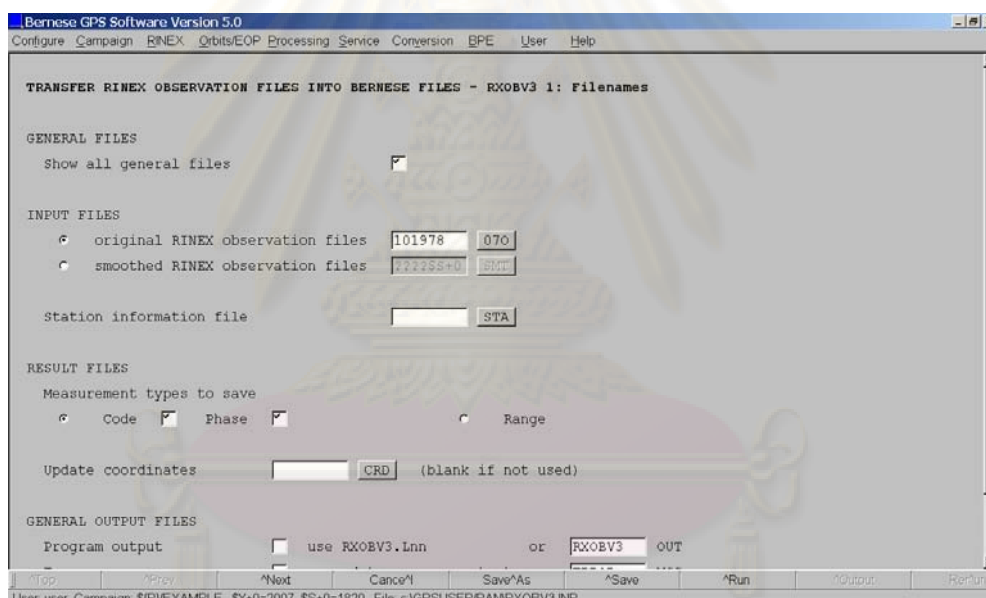 Bernese GPS Software Version 5.0
Configure Campaign RINEX Orbits/EOP Processing Service Conversion BPE User Help
TRANSFER RINEX OBSERVATION FILES INTO BERNESE FILES - RXOBV3 1: Filenames
GENERAL FILES
Show all general files
INPUT FILES
original RINEX observation files 101978 07O
smoothed RINEX observation files SMT
Station information file STA
RESULT FILES
Measurement types to save
Code Phase Range
Update coordinates CRD (blank if not used)
GENERAL OUTPUT FILES
Program output use RXOBV3.Lnn or RXOBV3 OUT
^Top ^Prev ^Next Cance^l Save^As ^Save ^Run ^Output